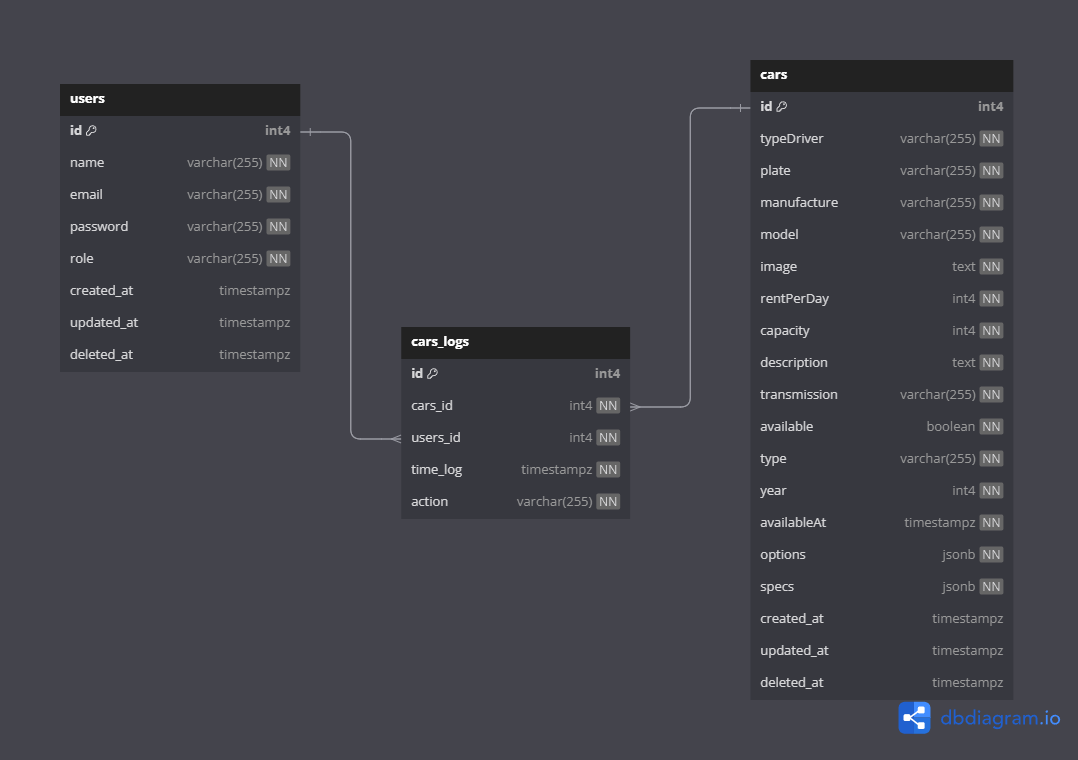 users
id int4
name varchar(255) NN
email varchar(255) NN
password varchar(255) NN
role varchar(255) NN
created_at timestampz
updated_at timestampz
deleted_at timestampz
cars_logs
id int4
cars_id int4 NN
users_id int4 NN
time_log timestampz NN
action varchar(255) NN
cars
id int4
typeDriver varchar(255) NN
plate varchar(255) NN
manufacture varchar(255) NN
model varchar(255) NN
image text NN
rentPerDay int4 NN
capacity int4 NN
description text NN
transmission varchar(255) NN
available boolean NN
type varchar(255) NN
year int4 NN
availableAt timestampz NN
options jsonb NN
specs jsonb NN
created_at timestampz
updated_at timestampz
deleted_at timestampz
dbdiagram.io